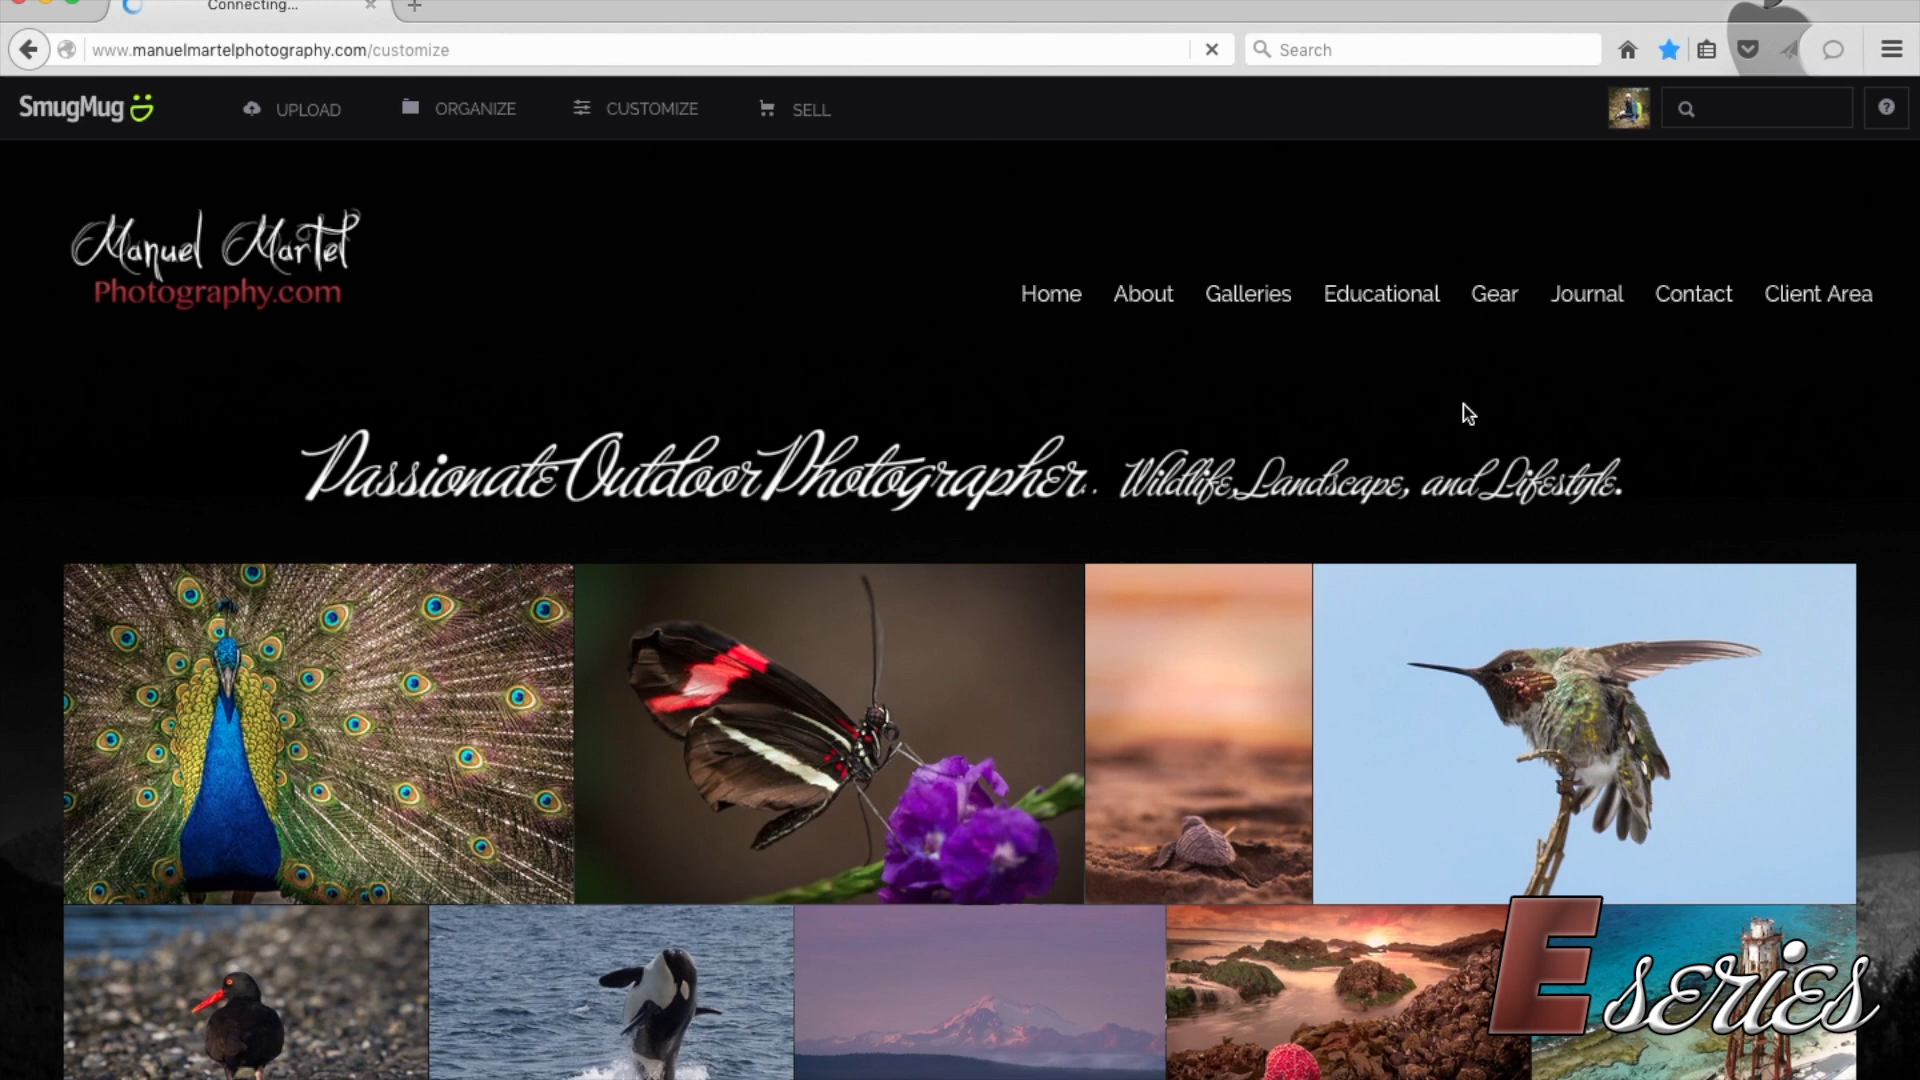 Connecting...
www.manuelmartelphotography.com/customize
Search
SmugMug
UPLOAD
ORGANIZE
CUSTOMIZE
SELL
Manuel Martel
Photography.com
Home
About
Galleries
Educational
Gear
Journal
Contact
Client Area
Passionate Outdoor Photographer.. Wildlife, Landscape, and Lifestyle.
E series